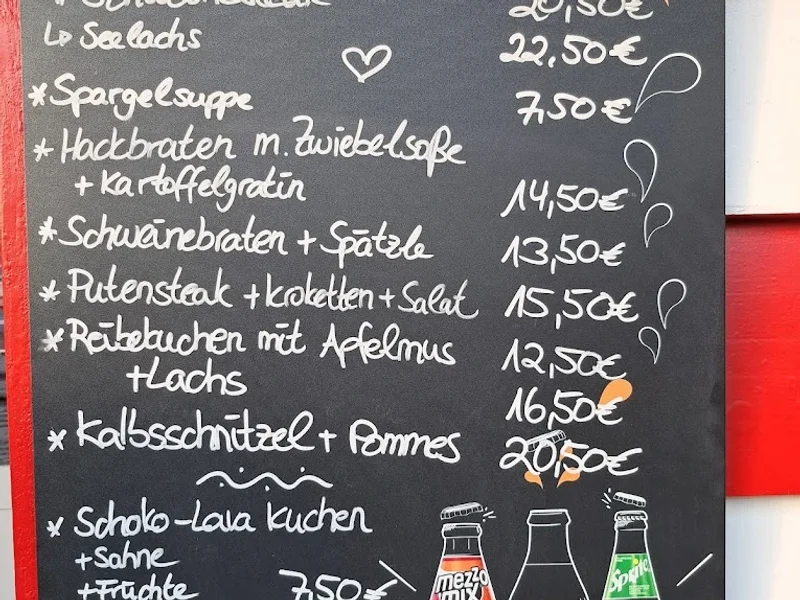 20,50€
↳ Seelachs 22,50€
* Spargelsuppe 7,50€
* Hackbraten m. Zwiebelsoße
+ Kartoffelgratin 14,50€
* Schweinebraten + Spätzle 13,50€
* Putensteak + Kroketten + Salat 15,50€
* Reibekuchen mit Apfelmus 12,50€
+ Lachs 16,50€
* Kalbsschnitzel + Pommes 20,50€
* Schoko-Lava Kuchen
+ Sahne
+ Früchte 7,50€
mezzo mix
Sprite